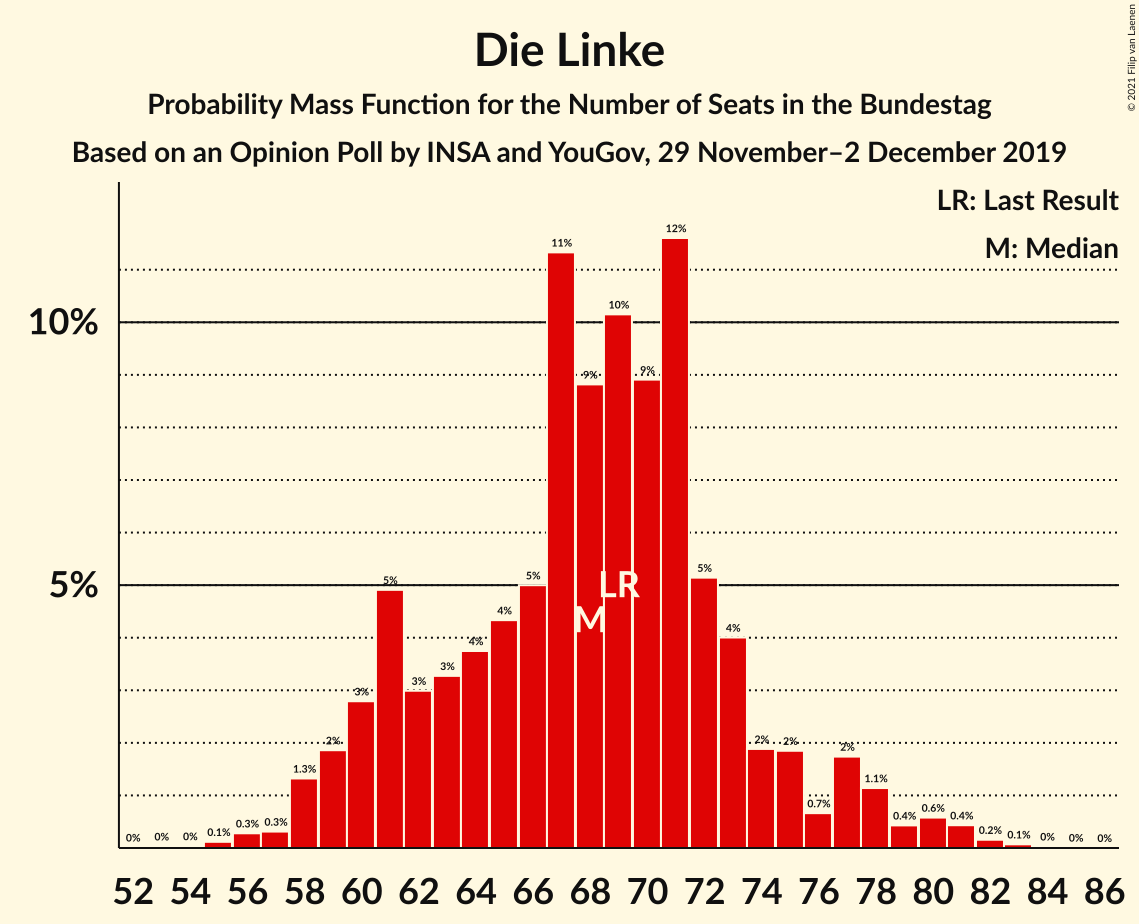 Die Linke
Probability Mass Function for the Number of Seats in the Bundestag
Based on an Opinion Poll by INSA and YouGov, 29 November–2 December 2019
© 2021 Filip van Laenen
LR: Last Result
M: Median
10%
5%
0% 0% 0% 0.1% 0.3% 0.3% 1.3% 2% 3% 5% 3% 3% 4% 4% 5% 11% 9% 10% 9% 12% 5% 4% 2% 2% 0.7% 2% 1.1% 0.4% 0.6% 0.4% 0.2% 0.1% 0% 0% 0%
LR
M
52 54 56 58 60 62 64 66 68 70 72 74 76 78 80 82 84 86